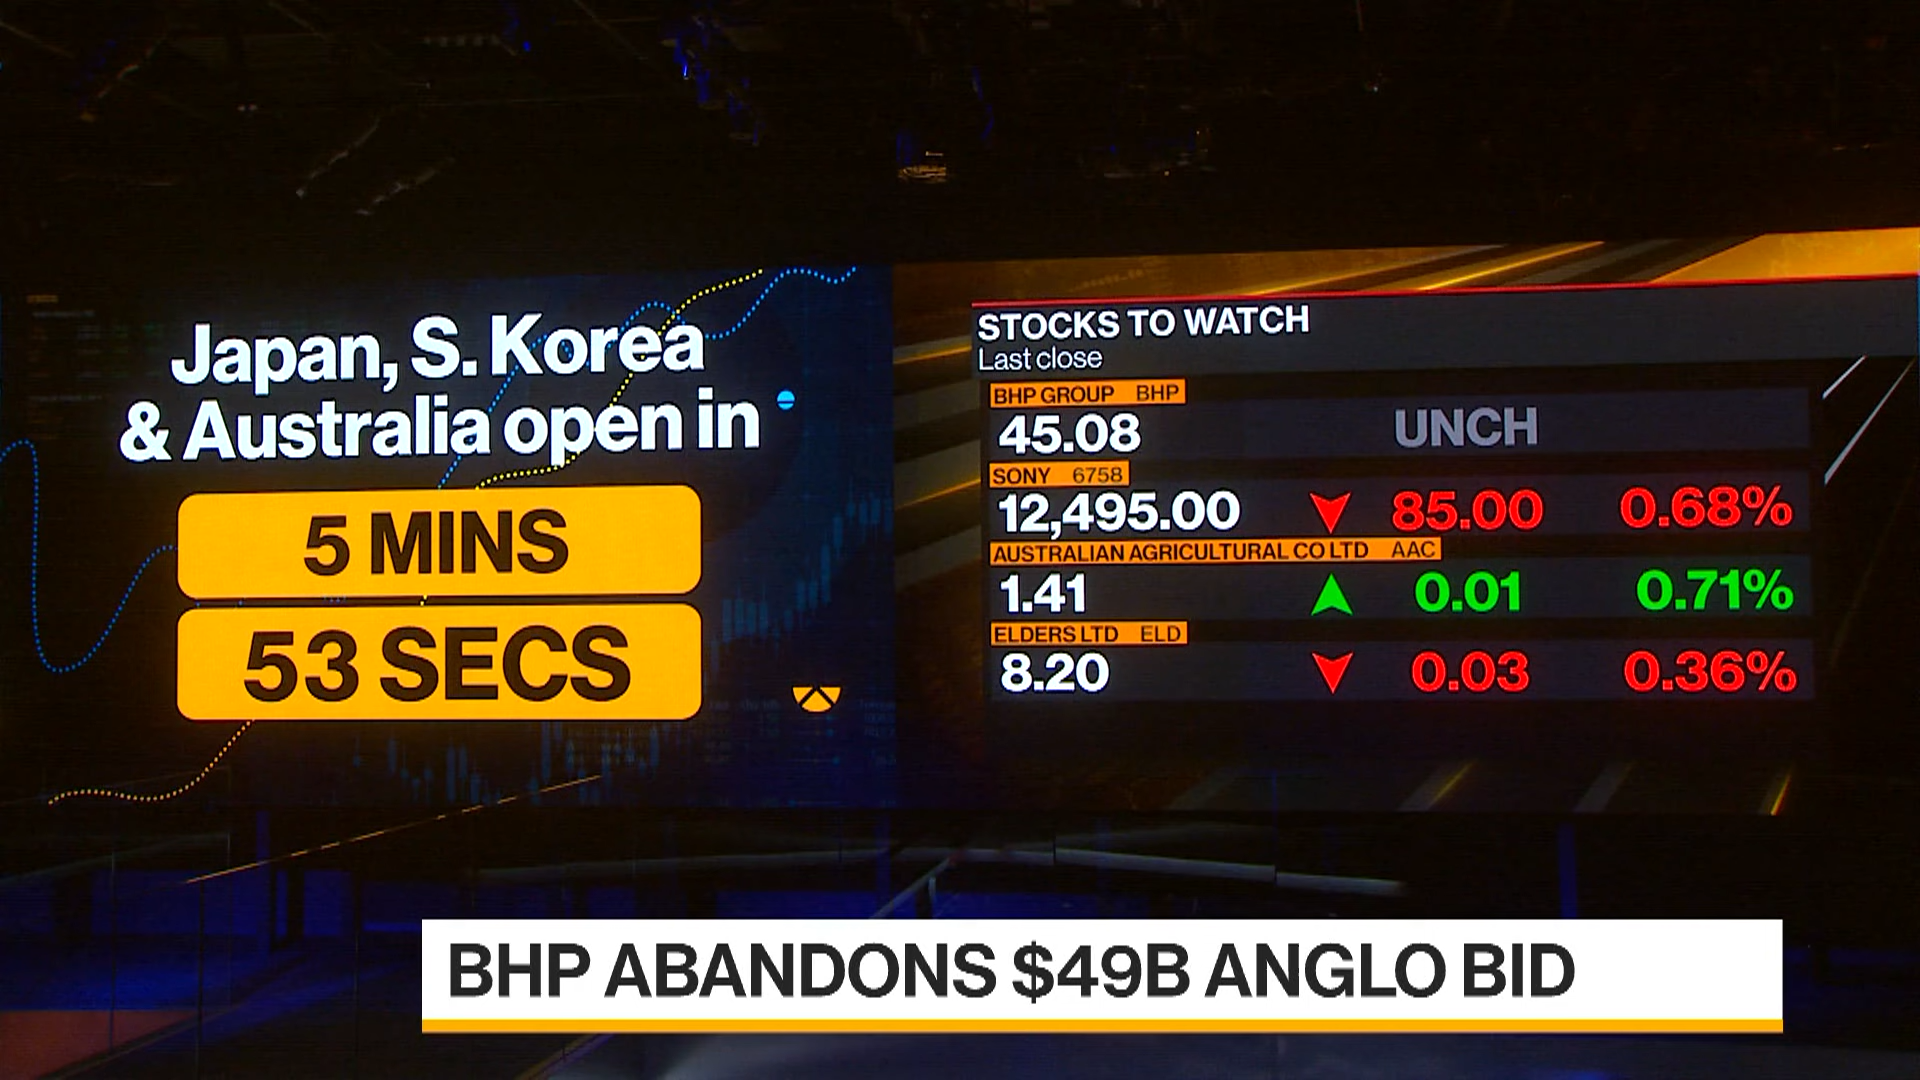 Japan, S. Korea
& Australia open in
5 MINS
53 SECS
STOCKS TO WATCH
Last close
BHP GROUP BHP
45.08 UNCH
SONY 6758
12,495.00 85.00 0.68%
AUSTRALIAN AGRICULTURAL CO LTD AAC
1.41 0.01 0.71%
ELDERS LTD ELD
8.20 0.03 0.36%
BHP ABANDONS $49B ANGLO BID